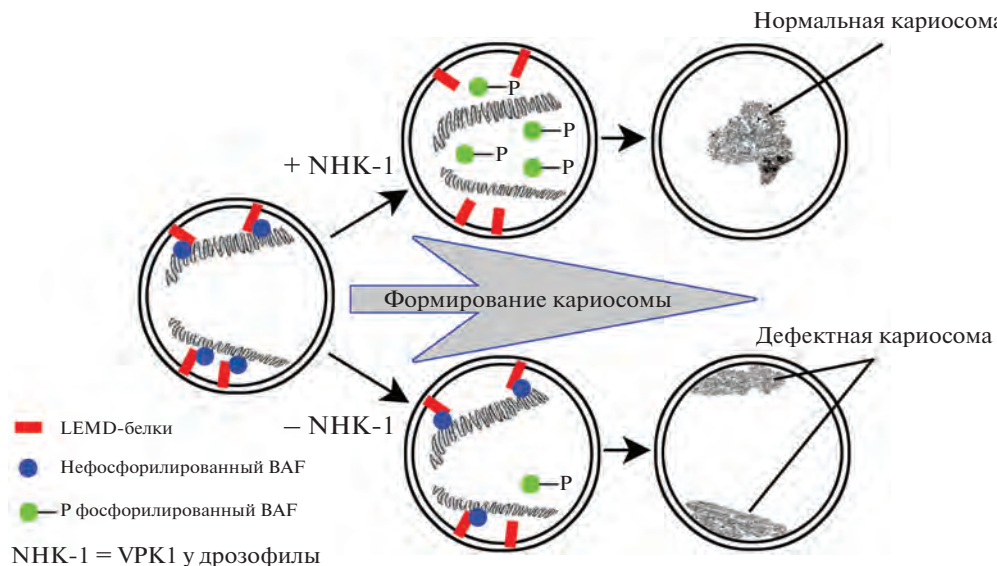 Нормальная кариосома
P
P
P
P
+ NHK-1
Формирование кариосомы
Дефектная кариосома
– NHK-1
P
LEMD-белки
Нефосфорилированный BAF
P фосфорилированный BAF
NHK-1 = VPK1 у дрозофилы